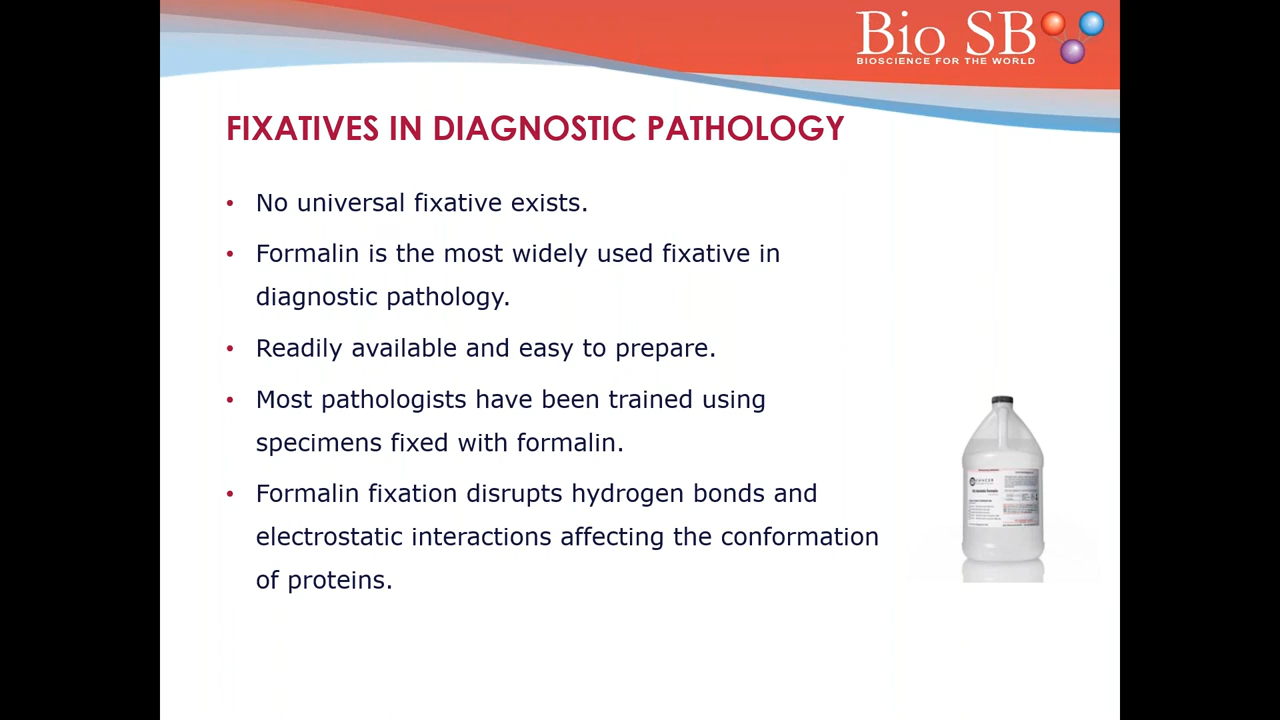 Bio SB
BIOSCIENCE FOR THE WORLD
FIXATIVES IN DIAGNOSTIC PATHOLOGY
• No universal fixative exists.
• Formalin is the most widely used fixative in
diagnostic pathology.
• Readily available and easy to prepare.
• Most pathologists have been trained using
specimens fixed with formalin.
• Formalin fixation disrupts hydrogen bonds and
electrostatic interactions affecting the conformation
of proteins.